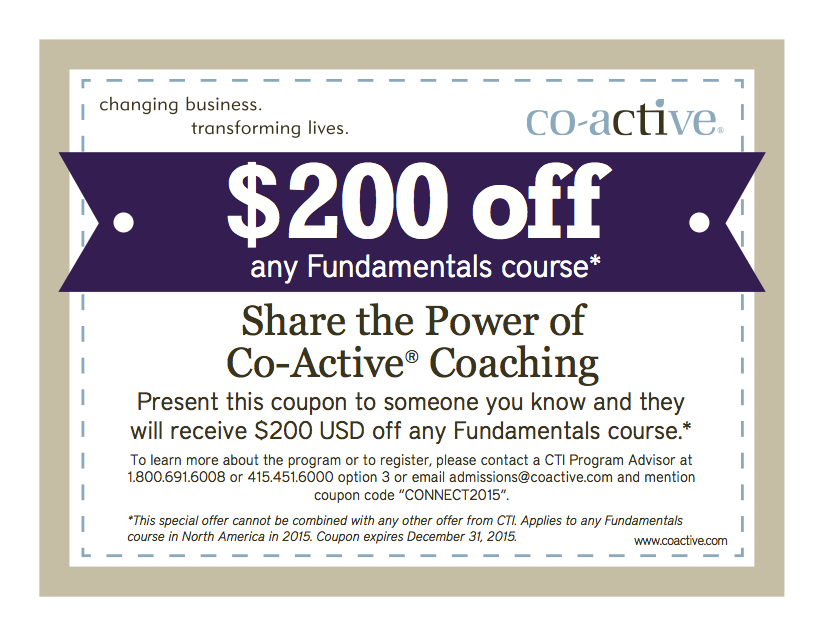 changing business.
transforming lives.
co-active®
$200 off
any Fundamentals course*
Share the Power of
Co-Active® Coaching
Present this coupon to someone you know and they
will receive $200 USD off any Fundamentals course.*
To learn more about the program or to register, please contact a CTI Program Advisor at
1.800.691.6008 or 415.451.6000 option 3 or email admissions@coactive.com and mention
coupon code “CONNECT2015”.
*This special offer cannot be combined with any other offer from CTI. Applies to any Fundamentals
course in North America in 2015. Coupon expires December 31, 2015.
www.coactive.com